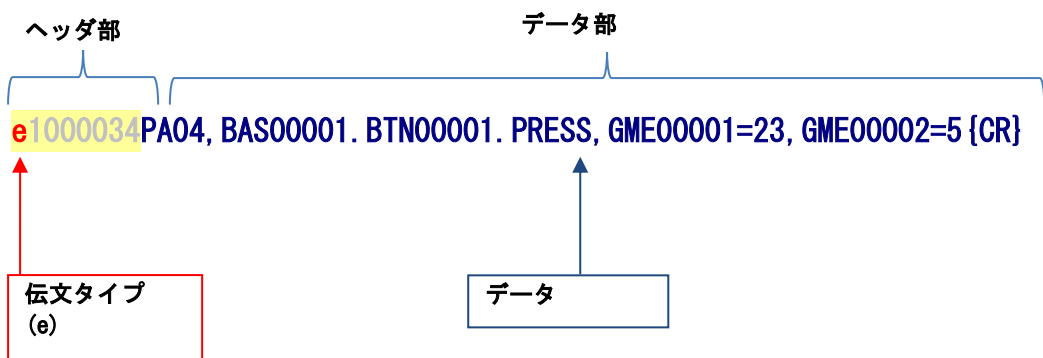 ヘッダ部
データ部
e1000034PA04, BAS00001. BTN00001. PRESS, GME00001=23, GME00002=5{CR}
伝文タイプ
(e)
データ